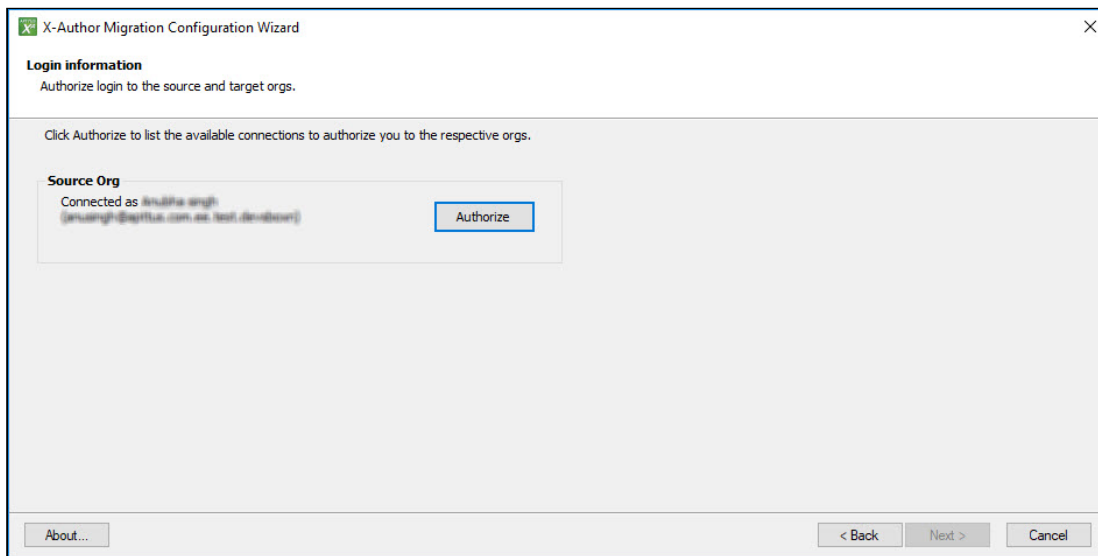 X-Author Migration Configuration Wizard
Login information
Authorize login to the source and target orgs.
Click Authorize to list the available connections to authorize you to the respective orgs.
Source Org
Connected as
Authorize
About...
< Back
Next >
Cancel